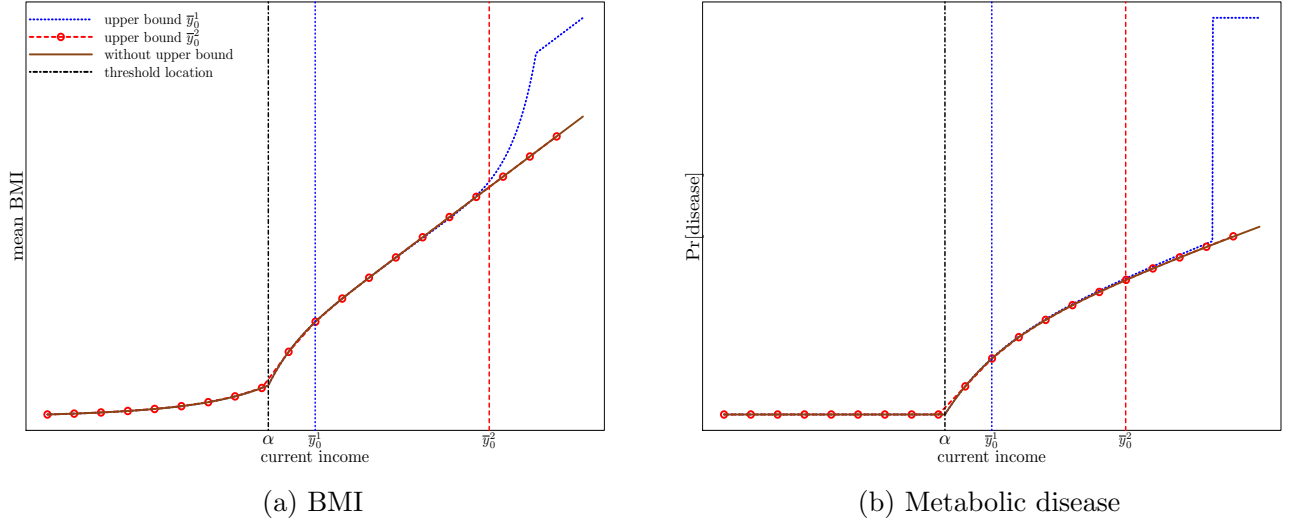 upper bound ȳ₀¹
upper bound ȳ₀²
without upper bound
threshold location
mean BMI
α
ȳ₀¹
ȳ₀²
current income
(a) BMI
Pr[disease]
α
ȳ₀¹
ȳ₀²
current income
(b) Metabolic disease